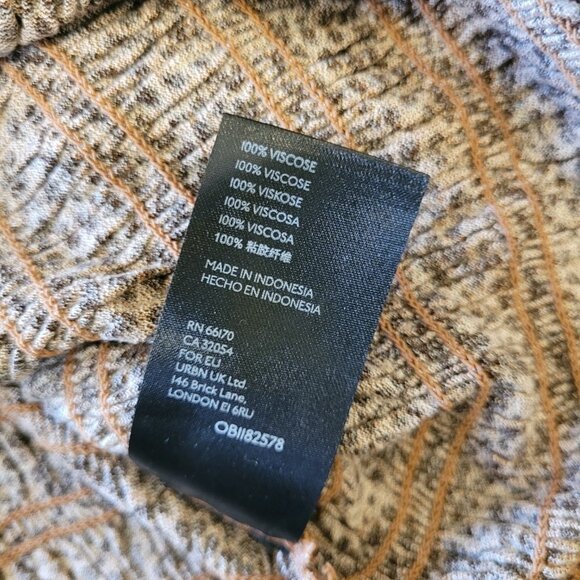 100% VISCOSE
100% VISCOSE
100% VISKOSE
100% VISCOSA
100% VISCOSA
100% 粘胶纤维
MADE IN INDONESIA
HECHO EN INDONESIA
RN 66170
CA 32054
FOR EU
URBN UK Ltd.
146 Brick Lane,
LONDON E1 6RU
OB1182578